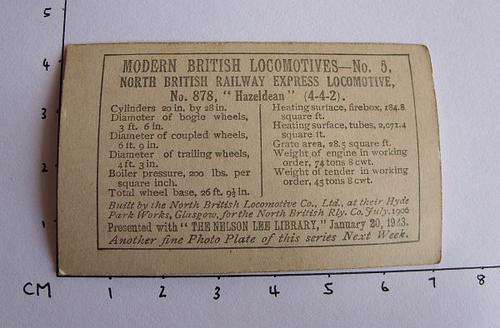 MODERN BRITISH LOCOMOTIVES—No. 5,
NORTH BRITISH RAILWAY EXPRESS LOCOMOTIVE,
No. 878, "Hazeldean" (4-4-2).
Cylinders 20 in. by 28 in.
Diameter of bogie wheels,
3 ft. 6 in.
Diameter of coupled wheels,
6 ft. 9 in.
Diameter of trailing wheels,
4 ft. 3 in.
Boiler pressure, 200 lbs. per
square inch.
Total wheel base, 26 ft. 9½ in.
Heating surface, firebox, 184.8
square ft.
Heating surface, tubes, 2,071.4
square ft.
Grate area, 28.5 square ft.
Weight of engine in working
order, 74 tons 8 cwt.
Weight of tender in working
order, 45 tons 8 cwt.
Built by the North British Locomotive Co., Ltd., at their Hyde
Park Works, Glasgow, for the North British Rly. Co. July, 1906
Presented with "THE NELSON LEE LIBRARY," January 20, 1923.
Another fine Photo Plate of this series Next Week.
5
4
3
2
1
CM 1 2 3 4 5 6 7 8